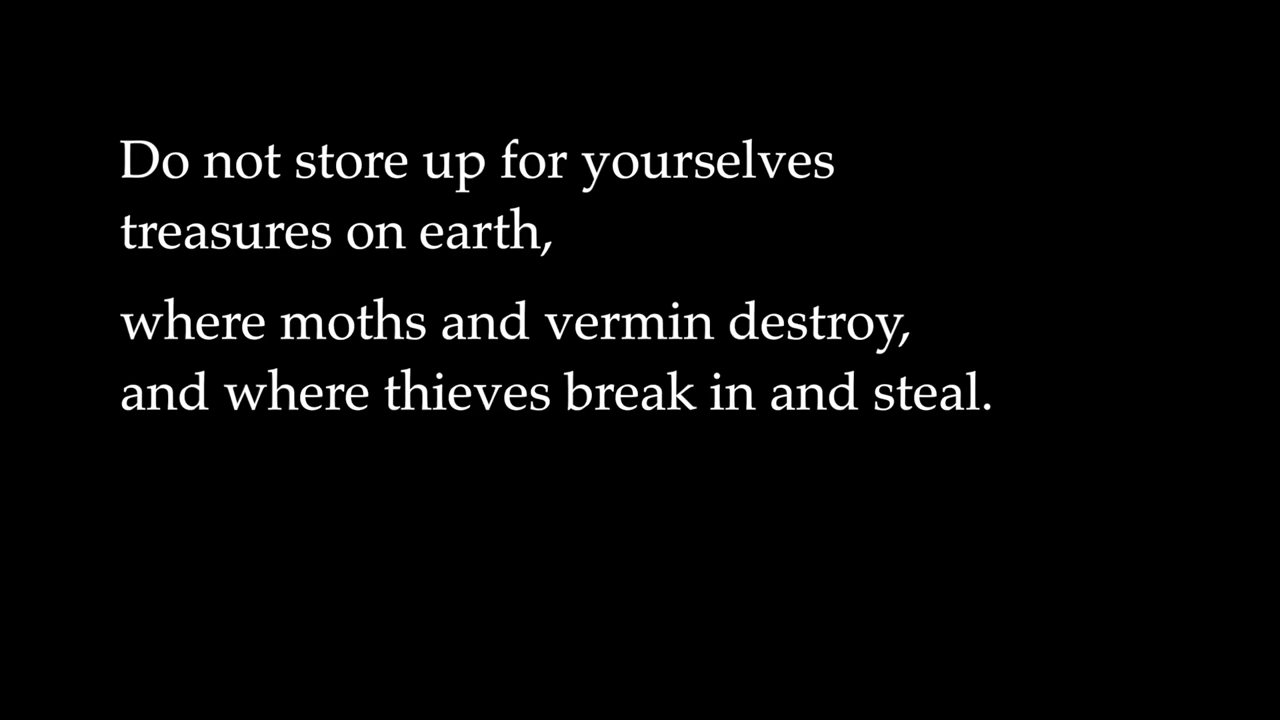 Do not store up for yourselves
treasures on earth,
where moths and vermin destroy,
and where thieves break in and steal.